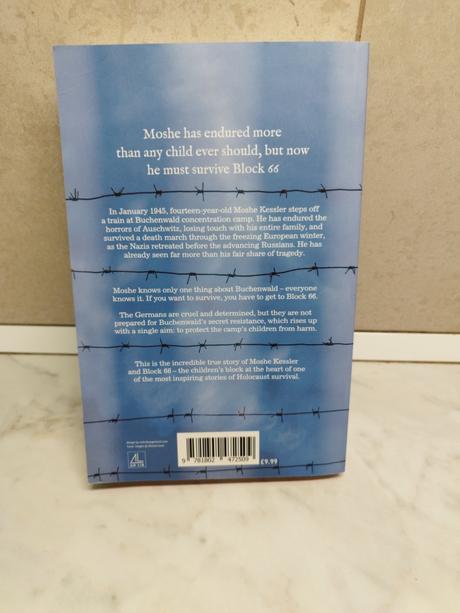 Moshe has endured more
than any child ever should, but now
he must survive Block 66
In January 1945, fourteen-year-old Moshe Kessler steps off
a train at Buchenwald concentration camp. He has endured the
horrors of Auschwitz, losing touch with his entire family, and
survived a death march through the freezing European winter,
as the Nazis retreated before the advancing Russians. He has
already seen far more than his fair share of tragedy.
Moshe knows only one thing about Buchenwald – everyone
knows it. If you want to survive, you have to get to Block 66.
The Germans are cruel and determined, but they are not
prepared for Buchenwald's secret resistance, which rises up
with a single aim: to protect the camp's children from harm.
This is the incredible true story of Moshe Kessler
and Block 66 – the children's block at the heart of one
of the most inspiring stories of Holocaust survival.
9 781802 472509
£9.99